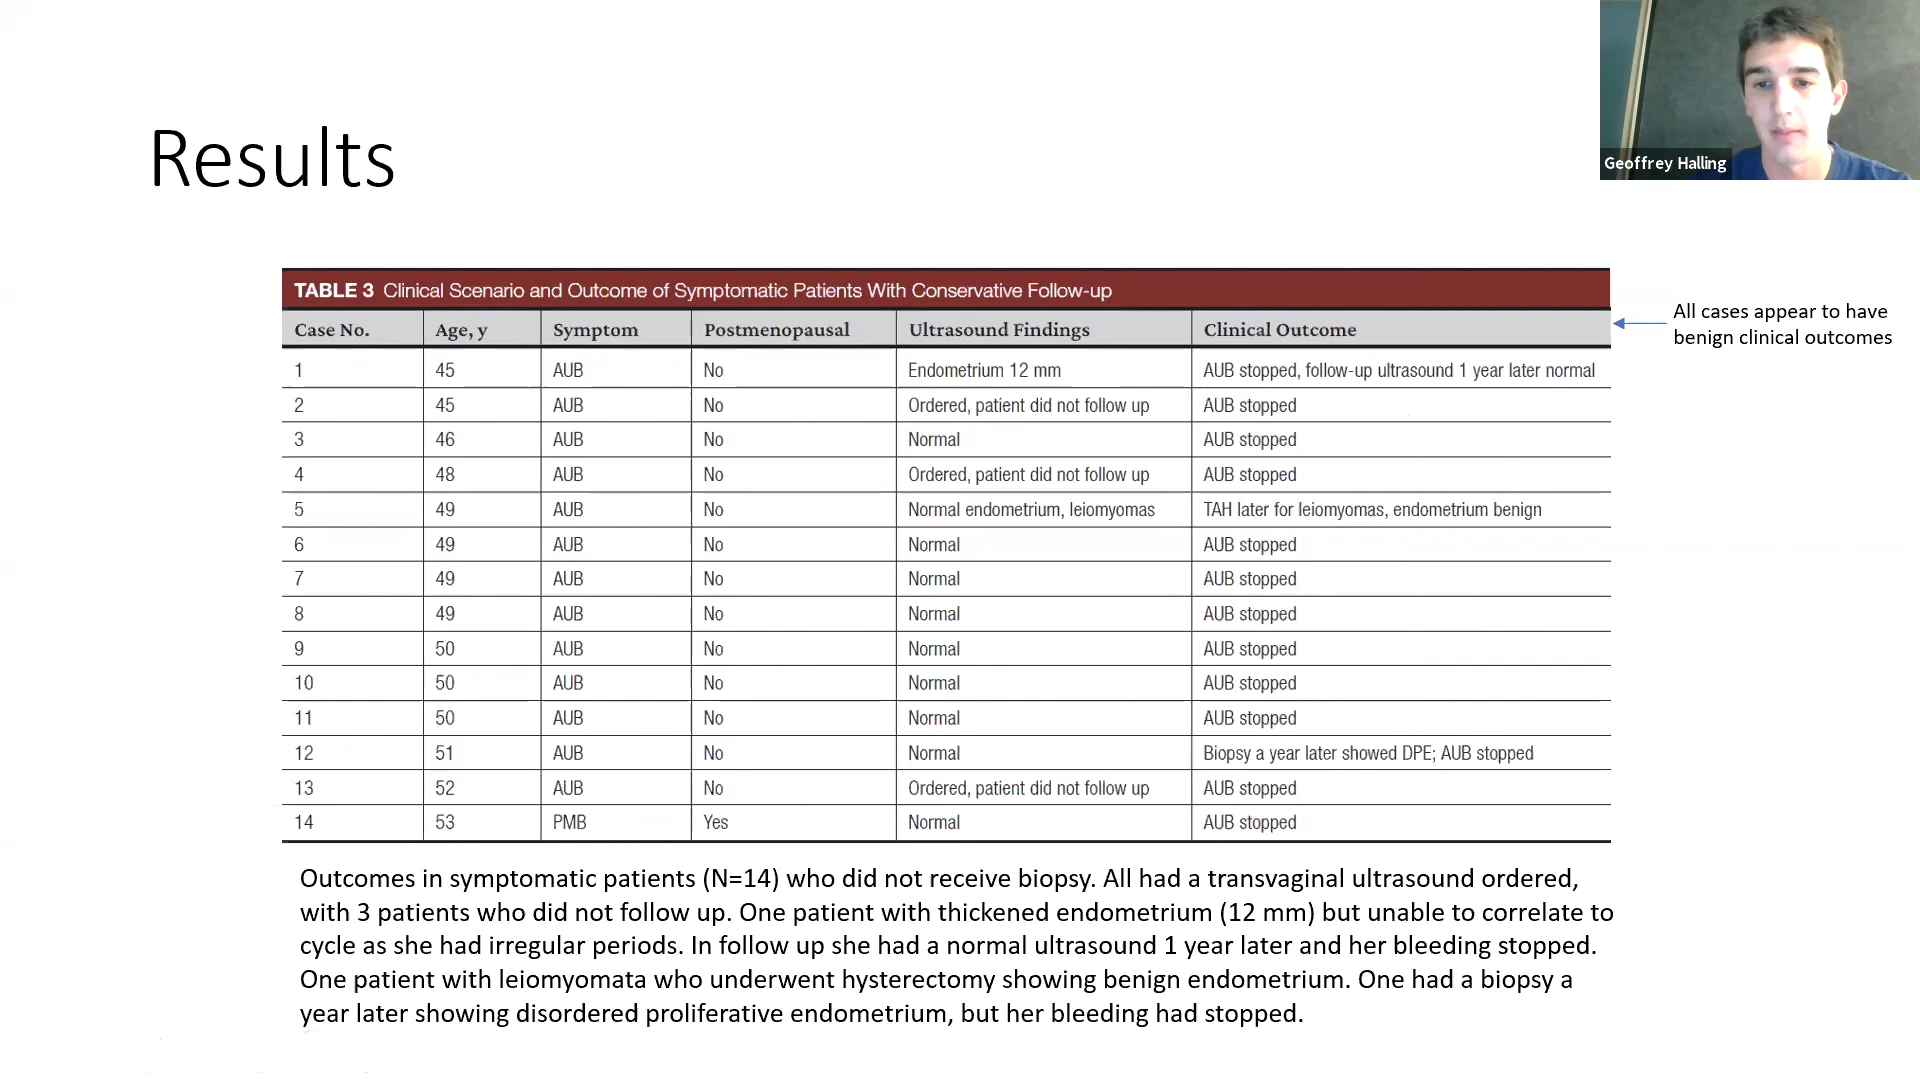 Geoffrey Halling
Results
TABLE 3 Clinical Scenario and Outcome of Symptomatic Patients With Conservative Follow-up
Case No. Age, y Symptom Postmenopausal Ultrasound Findings Clinical Outcome
1 45 AUB No Endometrium 12 mm AUB stopped, follow-up ultrasound 1 year later normal
2 45 AUB No Ordered, patient did not follow up AUB stopped
3 46 AUB No Normal AUB stopped
4 48 AUB No Ordered, patient did not follow up AUB stopped
5 49 AUB No Normal endometrium, leiomyomas TAH later for leiomyomas, endometrium benign
6 49 AUB No Normal AUB stopped
7 49 AUB No Normal AUB stopped
8 49 AUB No Normal AUB stopped
9 50 AUB No Normal AUB stopped
10 50 AUB No Normal AUB stopped
11 50 AUB No Normal AUB stopped
12 51 AUB No Normal Biopsy a year later showed DPE; AUB stopped
13 52 AUB No Ordered, patient did not follow up AUB stopped
14 53 PMB Yes Normal AUB stopped
All cases appear to have
benign clinical outcomes
Outcomes in symptomatic patients (N=14) who did not receive biopsy. All had a transvaginal ultrasound ordered,
with 3 patients who did not follow up. One patient with thickened endometrium (12 mm) but unable to correlate to
cycle as she had irregular periods. In follow up she had a normal ultrasound 1 year later and her bleeding stopped.
One patient with leiomyomata who underwent hysterectomy showing benign endometrium. One had a biopsy a
year later showing disordered proliferative endometrium, but her bleeding had stopped.